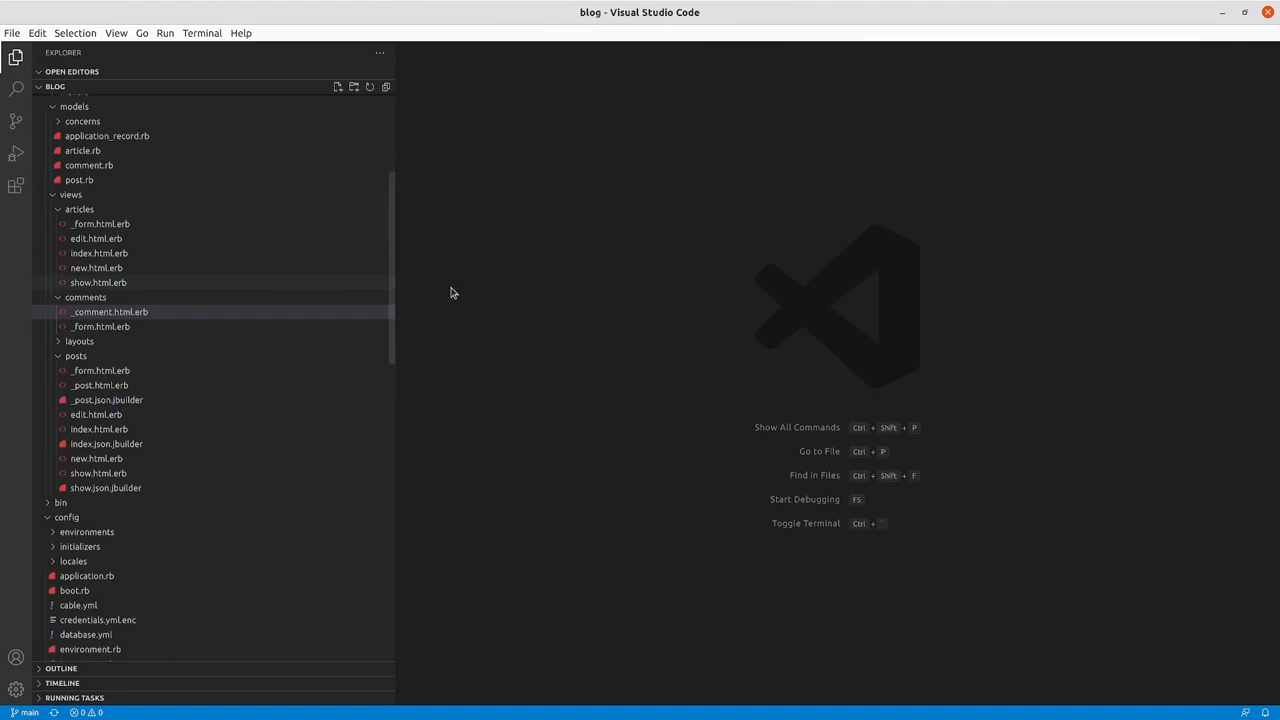 blog - Visual Studio Code
File Edit Selection View Go Run Terminal Help
EXPLORER
OPEN EDITORS
BLOG
models
concerns
application_record.rb
article.rb
comment.rb
post.rb
views
articles
_form.html.erb
edit.html.erb
index.html.erb
new.html.erb
show.html.erb
comments
_comment.html.erb
_form.html.erb
layouts
posts
_form.html.erb
_post.html.erb
_post.json.jbuilder
edit.html.erb
index.html.erb
index.json.jbuilder
new.html.erb
show.html.erb
show.json.jbuilder
bin
config
environments
initializers
locales
application.rb
boot.rb
cable.yml
credentials.yml.enc
database.yml
environment.rb
OUTLINE
TIMELINE
RUNNING TASKS
Show All Commands Ctrl + Shift + P
Go to File Ctrl + P
Find in Files Ctrl + Shift + F
Start Debugging F5
Toggle Terminal Ctrl + `
main 0 0